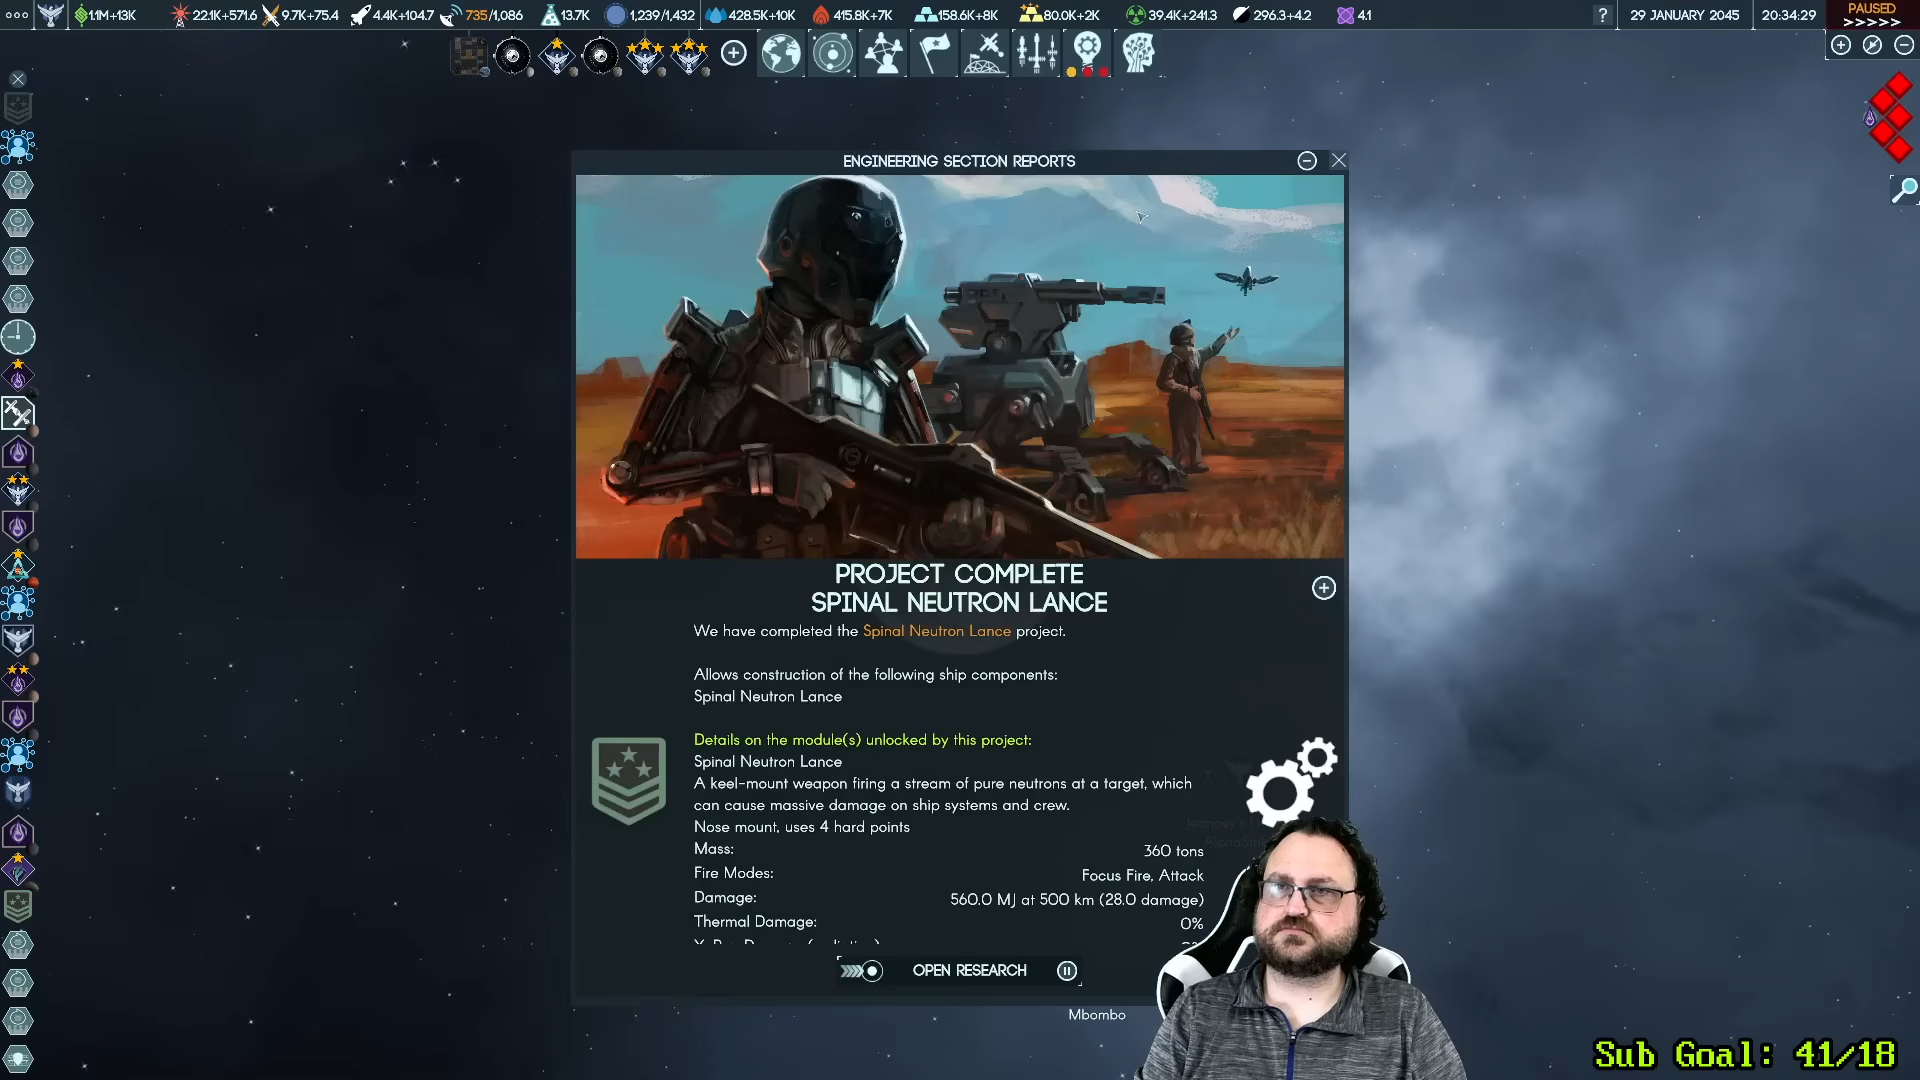 1.1M+13K
22.1K+571.6
9.7K+75.4
4.4K+104.7
735/1,086
13.7K
1,239/1,432
428.5K+10K
415.8K+7K
158.6K+8K
80.0K+2K
39.4K+241.3
296.3+4.2
4.1
?
29 JANUARY 2045
20:34:29
PAUSED
>>>>>
ENGINEERING SECTION REPORTS
PROJECT COMPLETE
SPINAL NEUTRON LANCE
We have completed the Spinal Neutron Lance project.
Allows construction of the following ship components:
Spinal Neutron Lance
Details on the module(s) unlocked by this project:
Spinal Neutron Lance
A keel-mount weapon firing a stream of pure neutrons at a target, which
can cause massive damage on ship systems and crew.
Nose mount, uses 4 hard points
Mass: 360 tons
Fire Modes: Focus Fire, Attack
Damage: 560.0 MJ at 500 km (28.0 damage)
Thermal Damage: 0%
OPEN RESEARCH
Mbombo
Sub Goal: 41/18